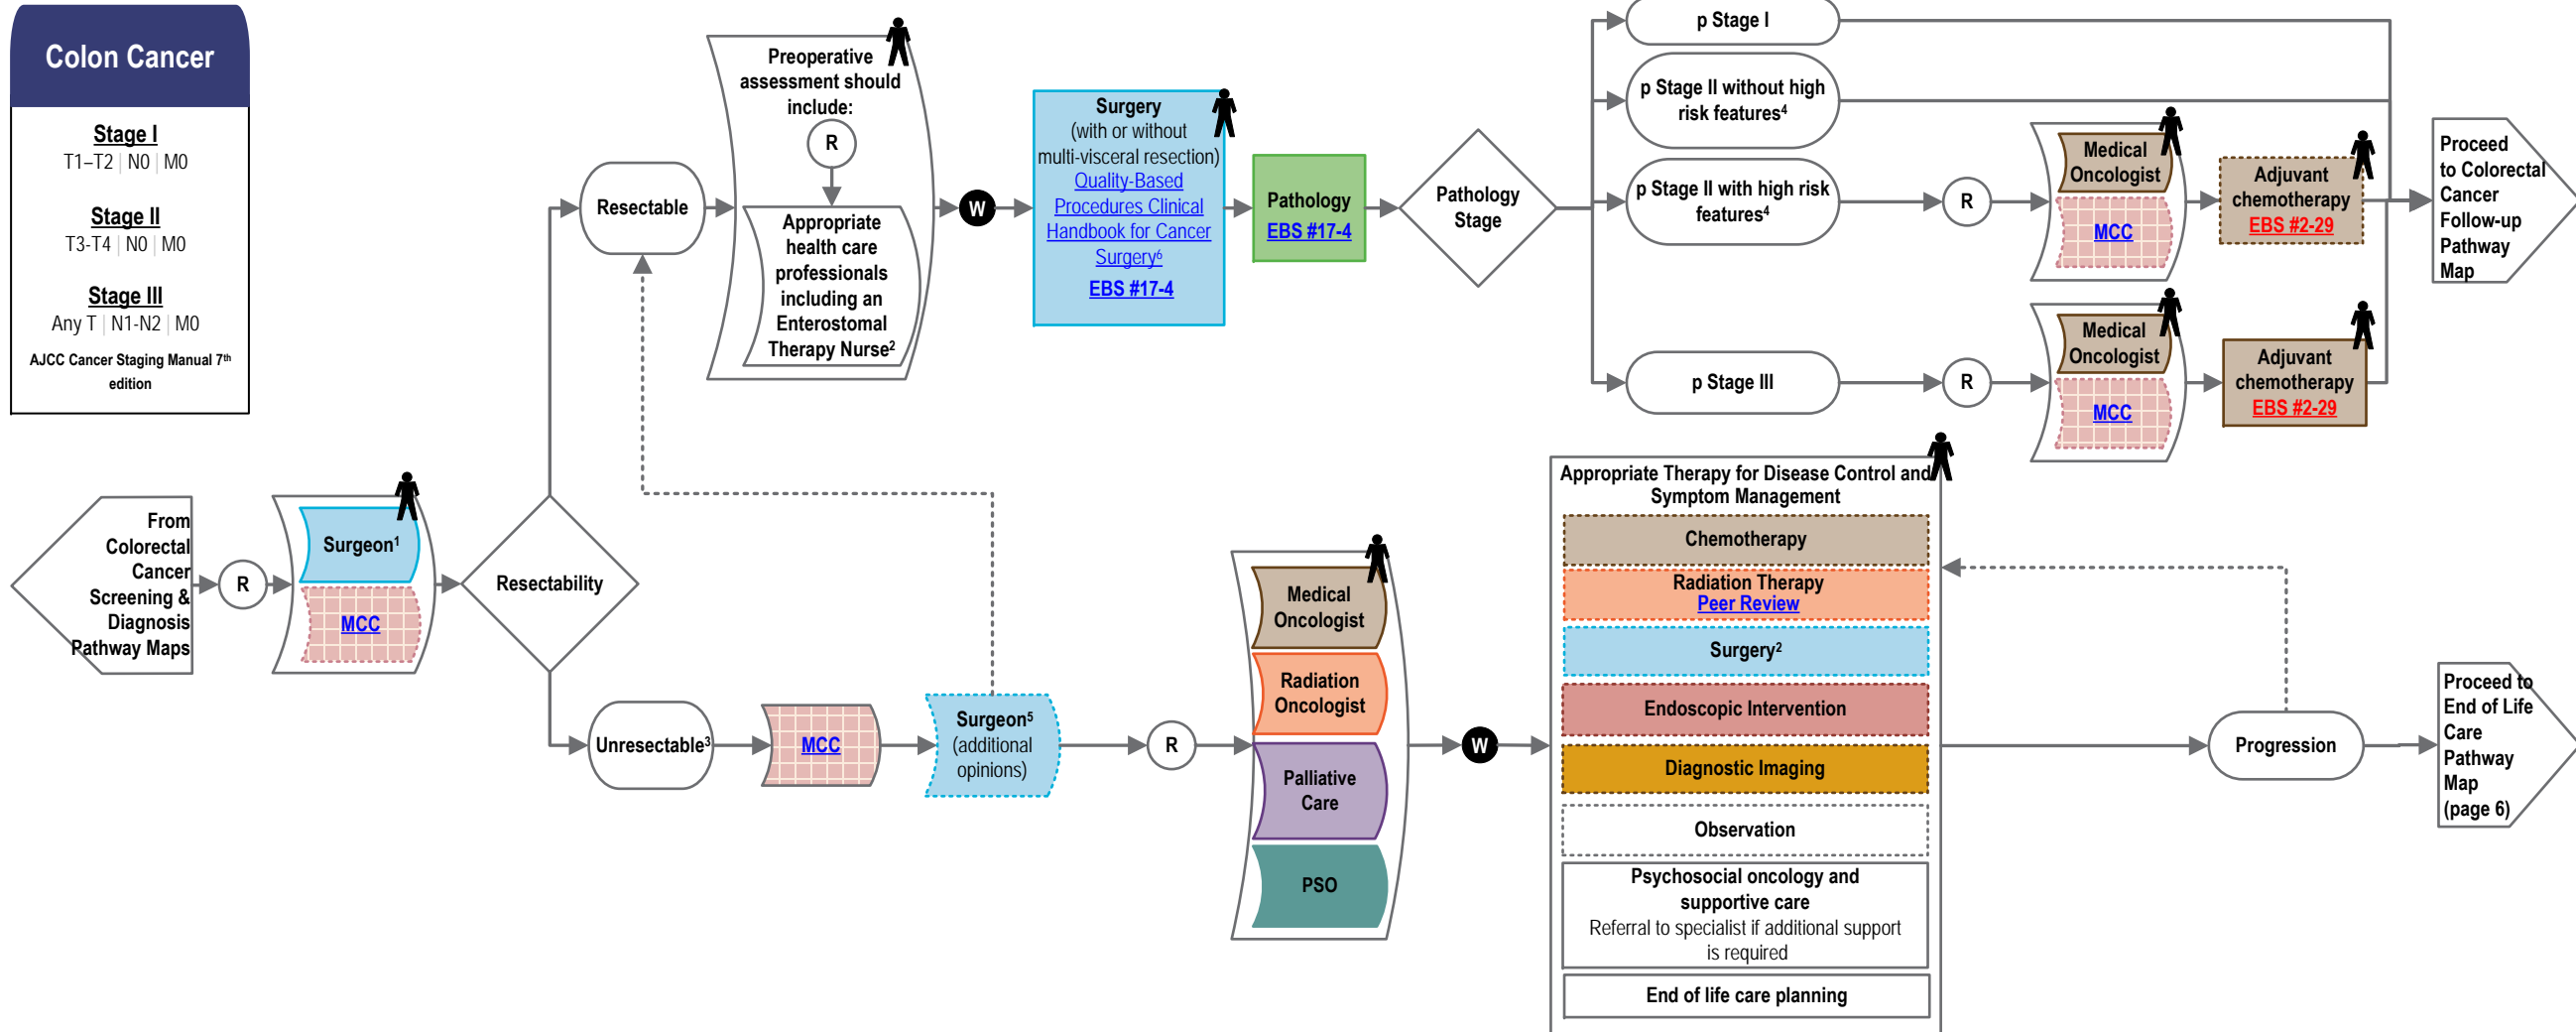 Colon Cancer
Stage I
T1–T2 | N0 | M0
Stage II
T3-T4 | N0 | M0
Stage III
Any T | N1-N2 | M0
AJCC Cancer Staging Manual 7th
edition
From
Colorectal
Cancer
Screening &
Diagnosis
Pathway Maps
R
Surgeon1
MCC
Resectability
Resectable
Preoperative
assessment should
include:
R
Appropriate
health care
professionals
including an
Enterostomal
Therapy Nurse2
W
Surgery
(with or without
multi-visceral resection)
Quality-Based
Procedures Clinical
Handbook for Cancer
Surgery6
EBS #17-4
Pathology
EBS #17-4
Pathology
Stage
p Stage I
p Stage II without high
risk features4
p Stage II with high risk
features4
R
Medical
Oncologist
MCC
Adjuvant
chemotherapy
EBS #2-29
p Stage III
R
Medical
Oncologist
MCC
Adjuvant
chemotherapy
EBS #2-29
Proceed
to Colorectal
Cancer
Follow-up
Pathway
Map
Unresectable3
MCC
Surgeon5
(additional
opinions)
R
Medical
Oncologist
Radiation
Oncologist
Palliative
Care
PSO
W
Appropriate Therapy for Disease Control and
Symptom Management
Chemotherapy
Radiation Therapy
Peer Review
Surgery2
Endoscopic Intervention
Diagnostic Imaging
Observation
Psychosocial oncology and
supportive care
Referral to specialist if additional support
is required
End of life care planning
Progression
Proceed to
End of Life
Care
Pathway
Map
(page 6)